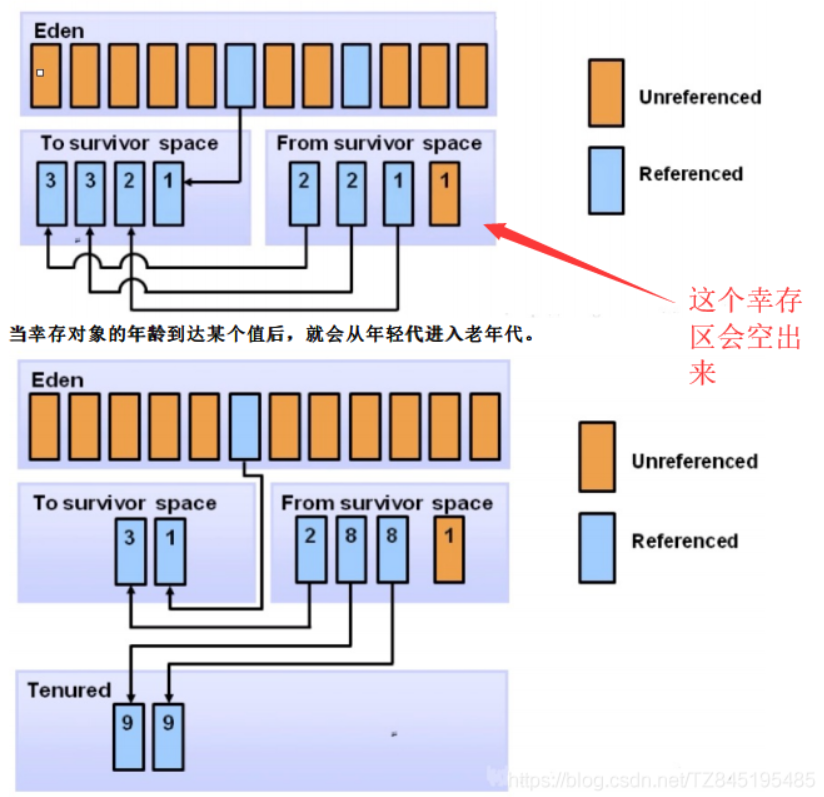 Eden
Unreferenced
To survivor space
From survivor space
Referenced
3 3 2 1
2 2 1 1
这个幸存
区会空出
来
当幸存对象的年龄到达某个值后，就会从年轻代进入老年代。
Eden
Unreferenced
To survivor space
From survivor space
3 1
2 8 8 1
Referenced
Tenured
9 9
https://blog.csdn.net/TZ845195485